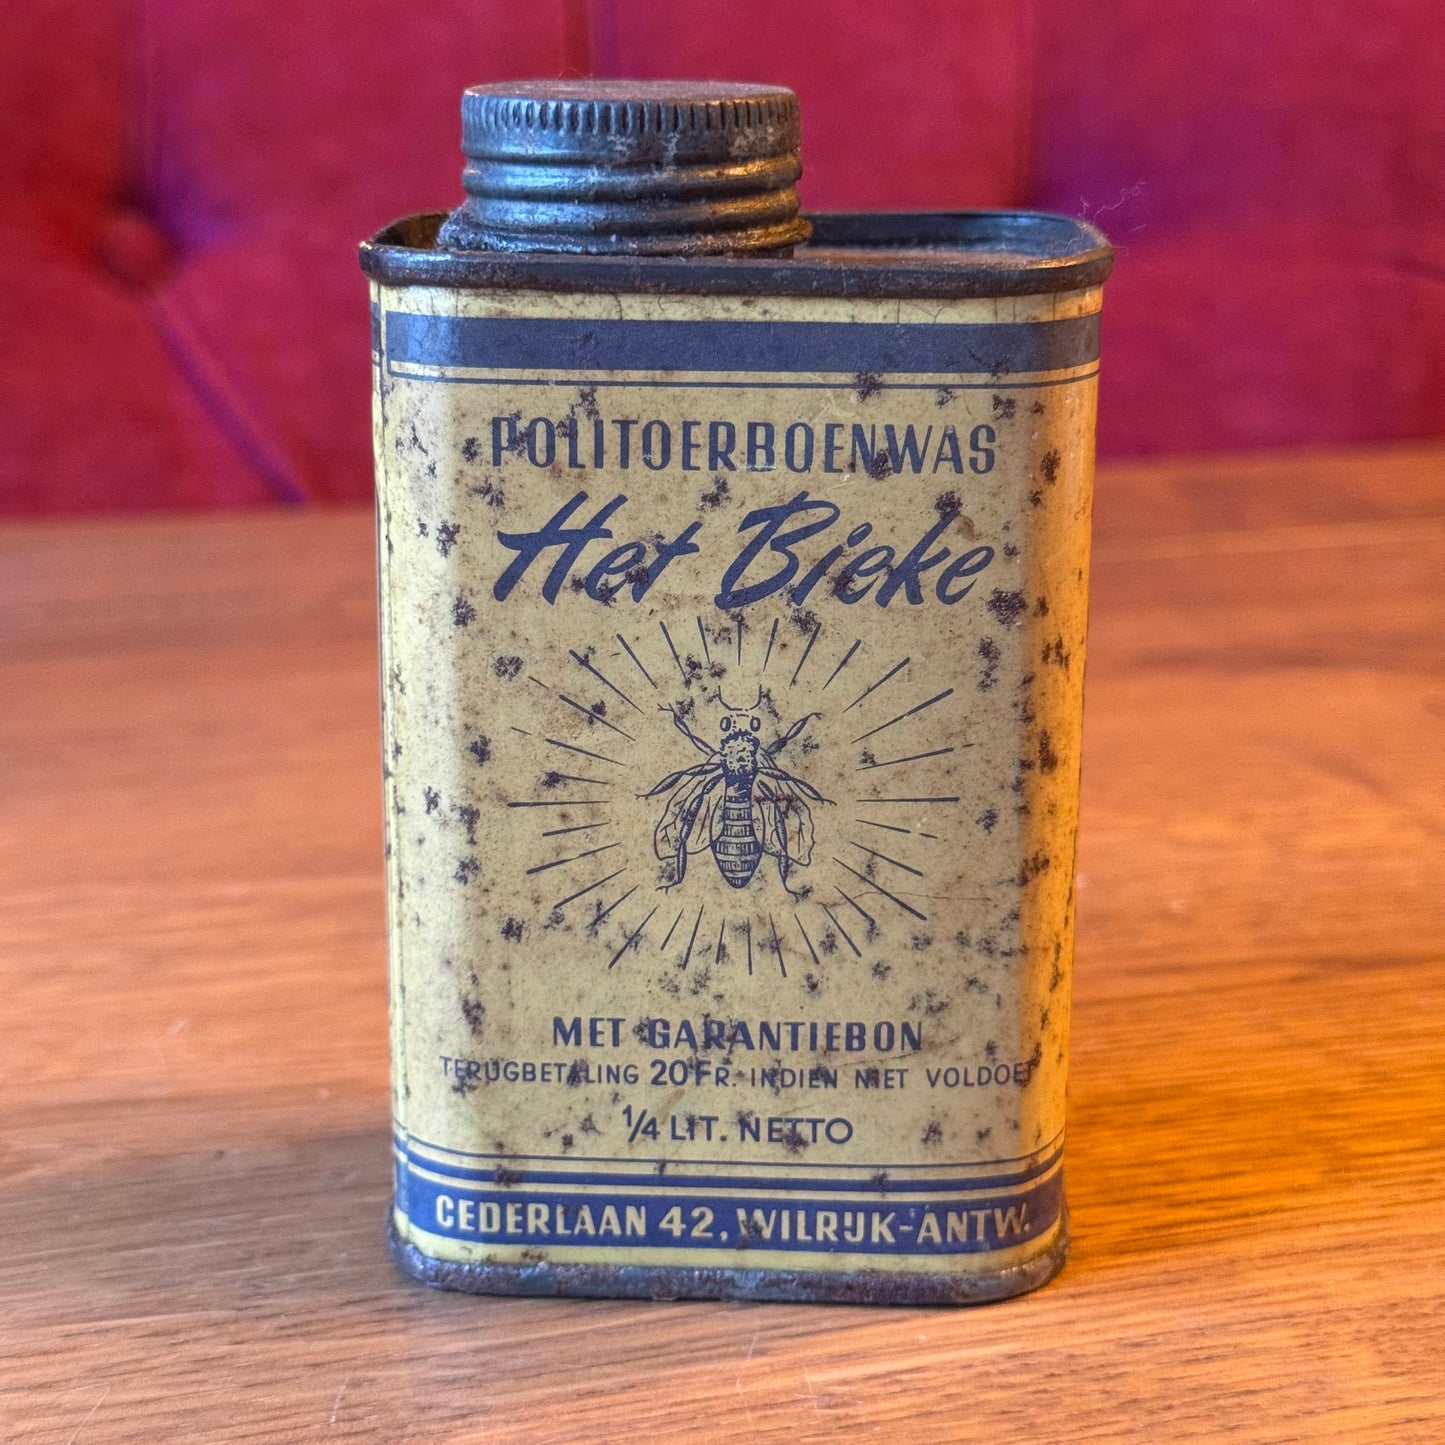 POLITOERBOENWAS
Het Bieke
MET GARANTIEBON
TERUGBETALING 20 FR. INDIEN NIET VOLDOET
1/4 LIT. NETTO
CEDERLAAN 42, WILRIJK-ANTW.